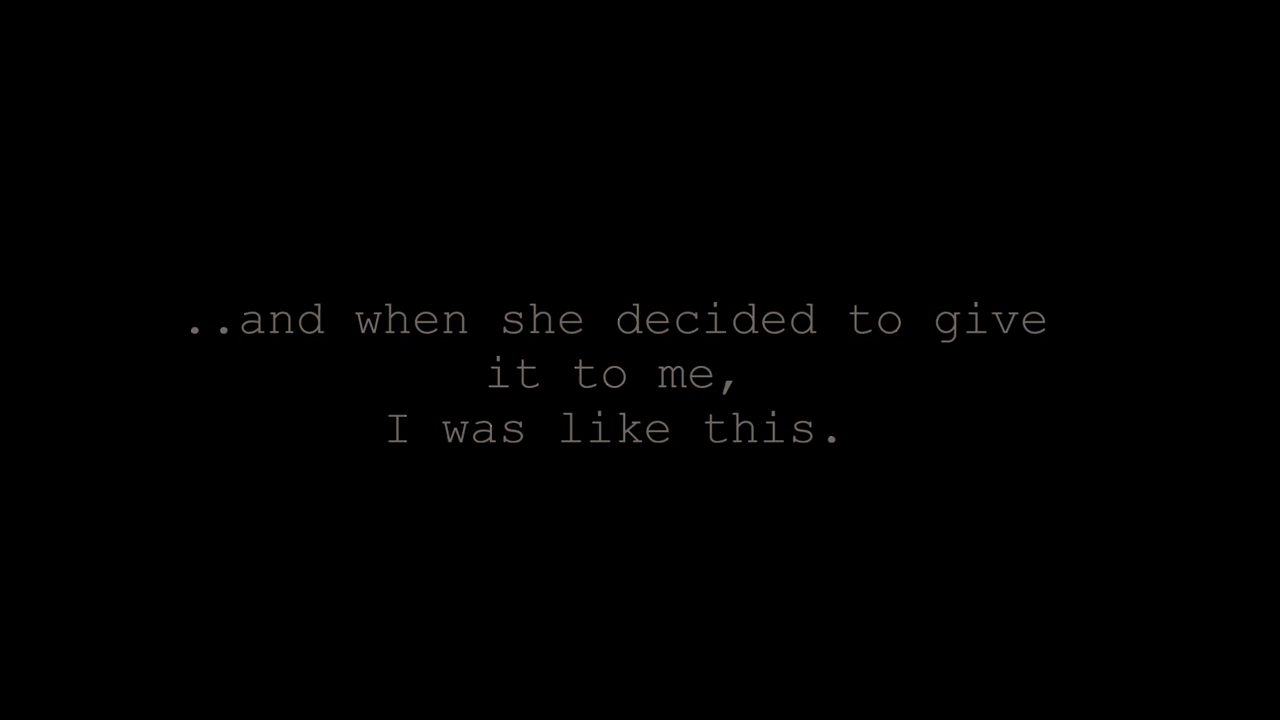 ..and when she decided to give
it to me,
I was like this.